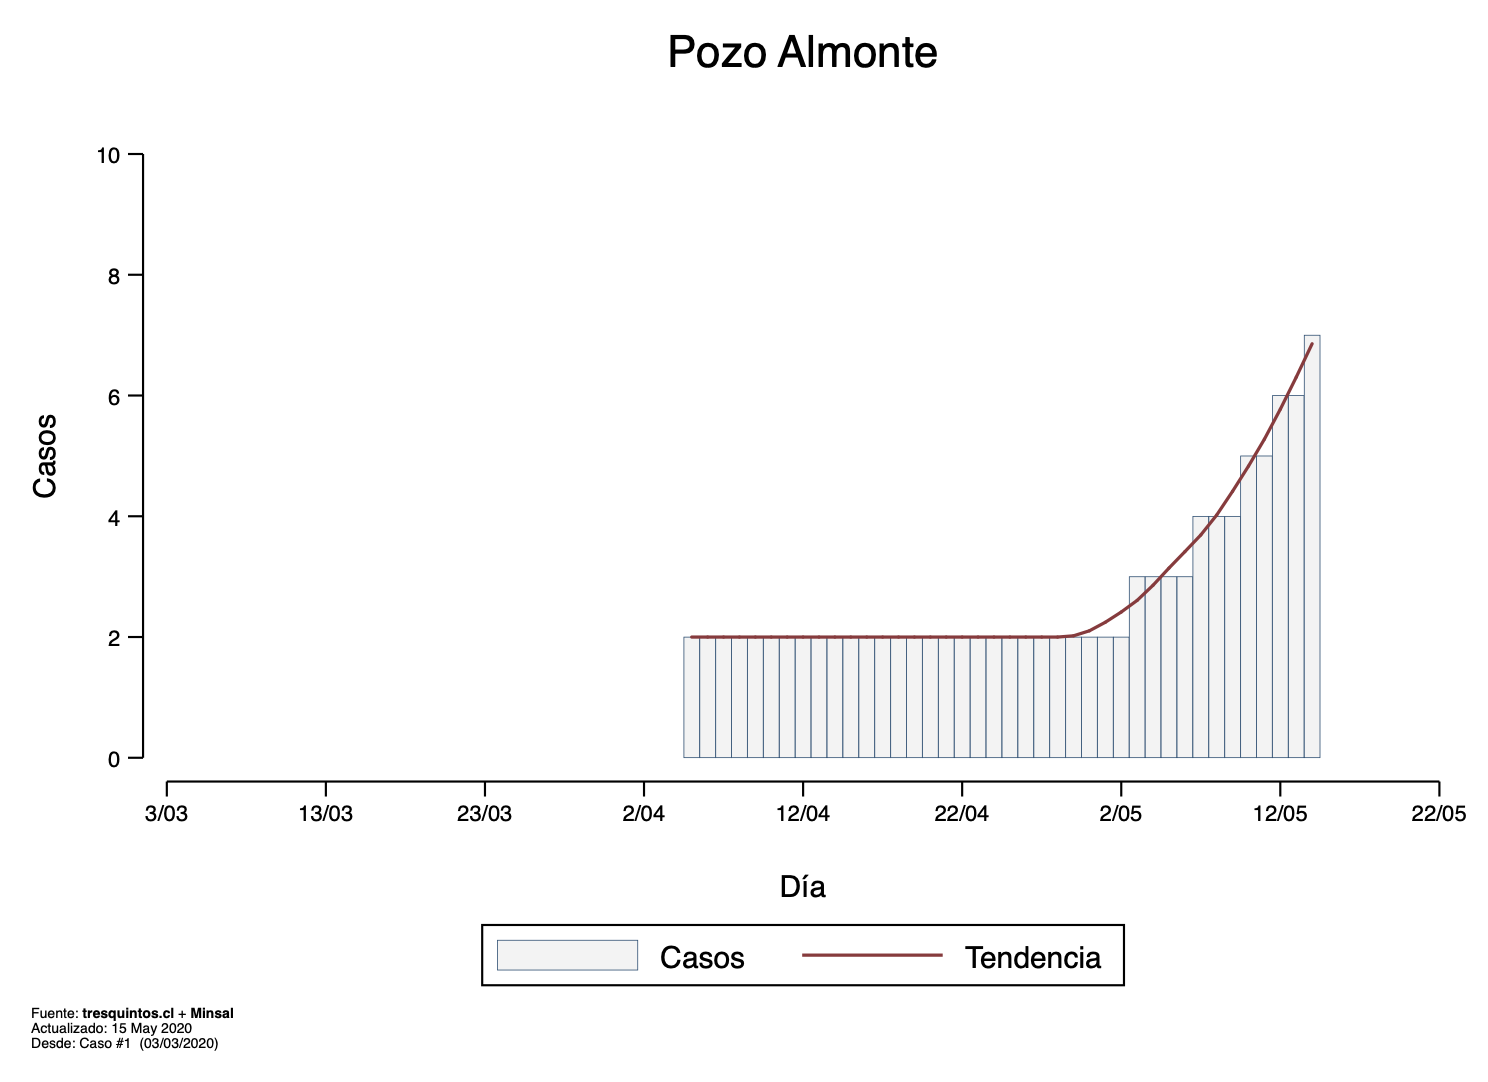 Pozo Almonte
10
8
6
4
2
0
Casos
3/03 13/03 23/03 2/04 12/04 22/04 2/05 12/05 22/05
Día
Casos Tendencia
Fuente: tresquintos.cl + Minsal
Actualizado: 15 May 2020
Desde: Caso #1 (03/03/2020)